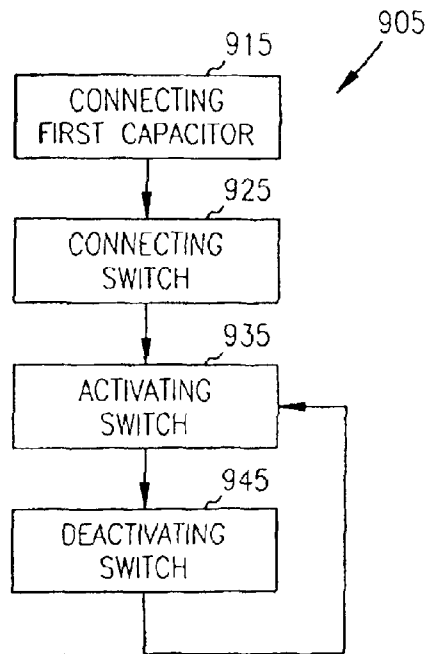 905
915
CONNECTING
FIRST CAPACITOR
925
CONNECTING
SWITCH
935
ACTIVATING
SWITCH
945
DEACTIVATING
SWITCH